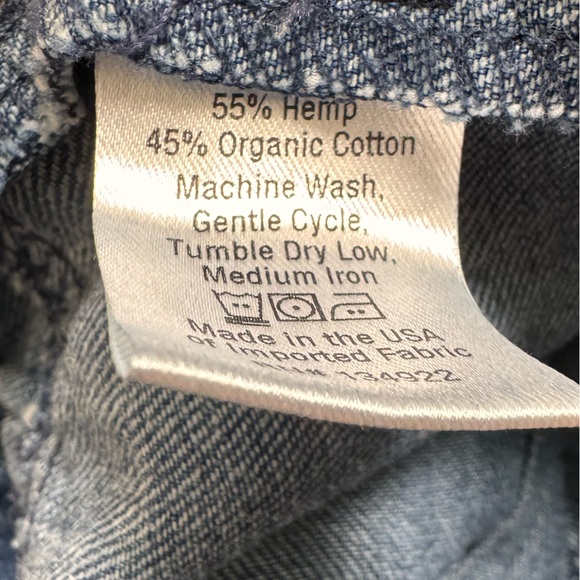 55% Hemp
45% Organic Cotton
Machine Wash,
Gentle Cycle,
Tumble Dry Low,
Medium Iron
Made in the USA
of Imported Fabric
134922